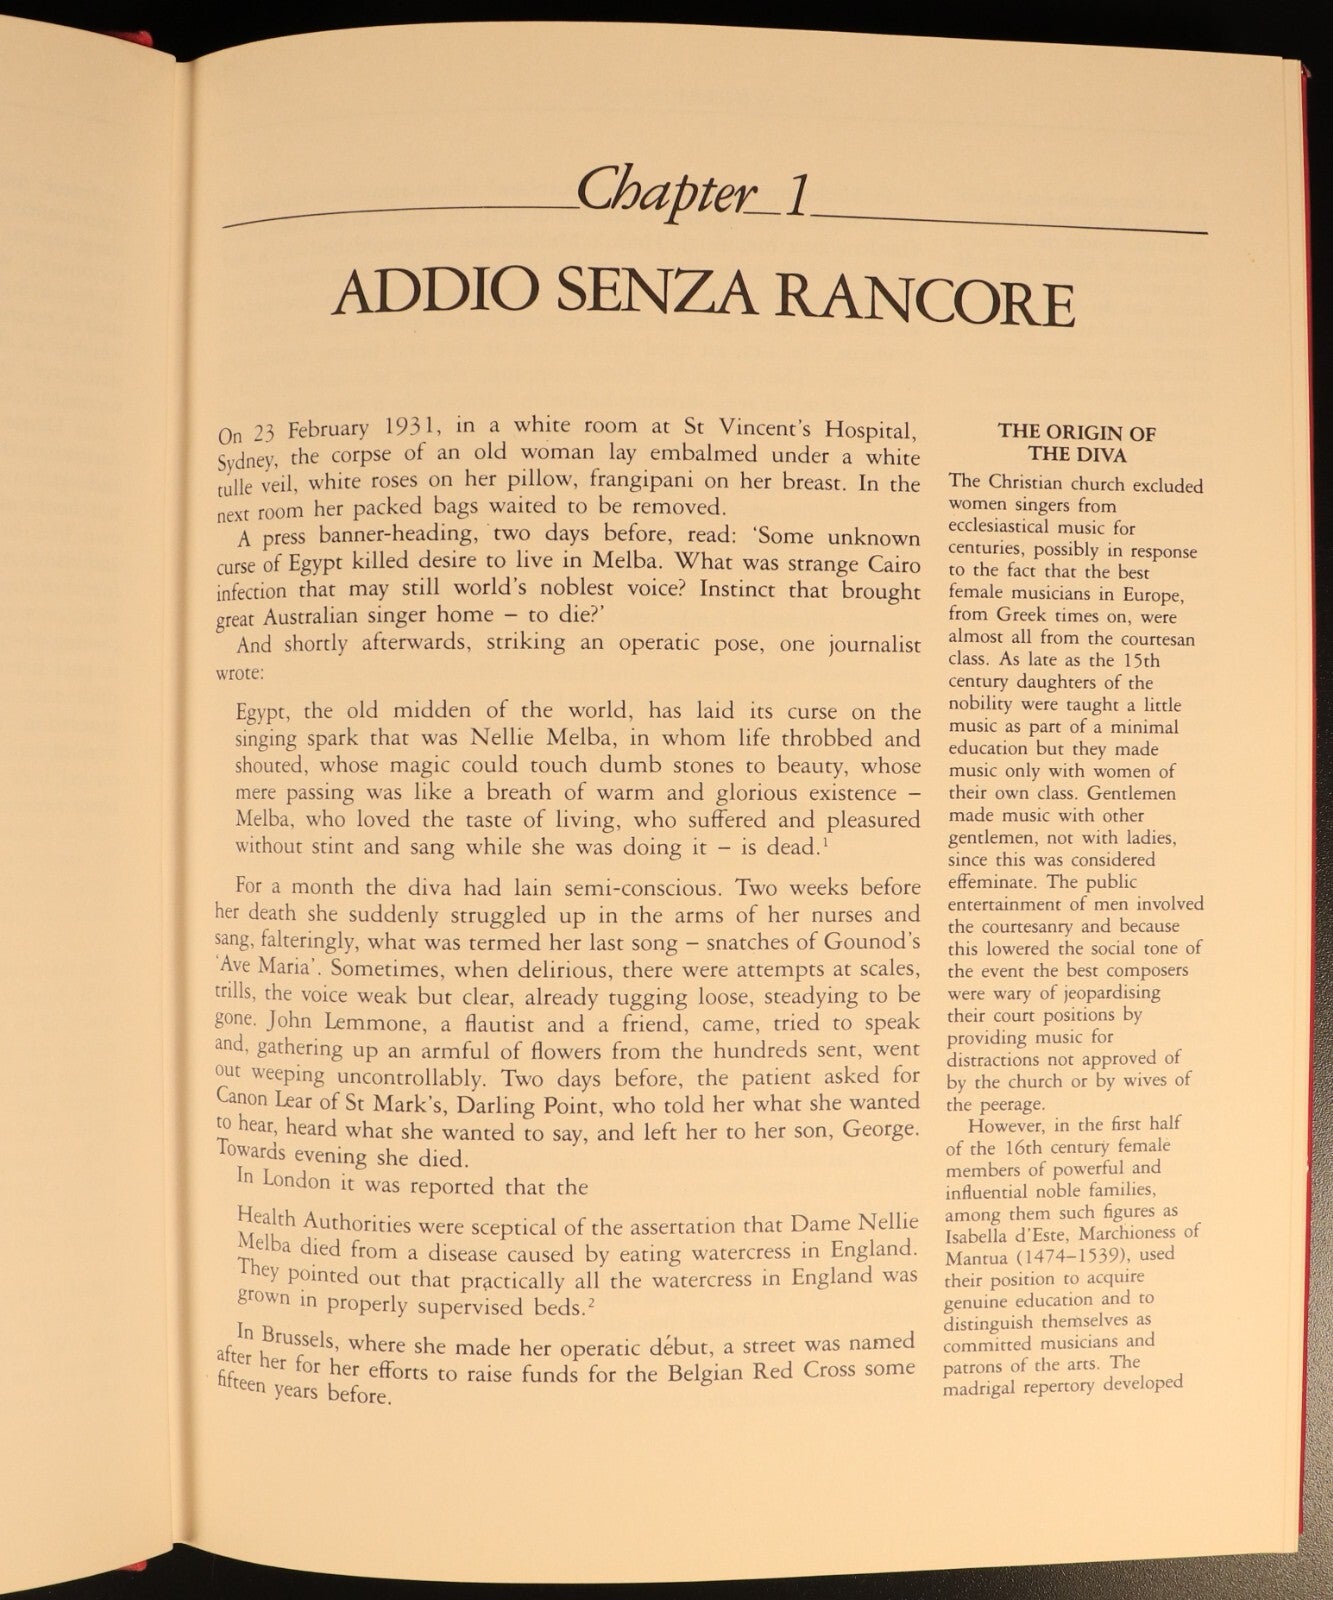 Chapter 1
ADDIO SENZA RANCORE
On 23 February 1931, in a white room at St Vincent's Hospital,
Sydney, the corpse of an old woman lay embalmed under a white
tulle veil, white roses on her pillow, frangipani on her breast. In the
next room her packed bags waited to be removed.
A press banner-heading, two days before, read: 'Some unknown
curse of Egypt killed desire to live in Melba. What was strange Cairo
infection that may still world's noblest voice? Instinct that brought
great Australian singer home – to die?'
And shortly afterwards, striking an operatic pose, one journalist
wrote:
Egypt, the old midden of the world, has laid its curse on the
singing spark that was Nellie Melba, in whom life throbbed and
shouted, whose magic could touch dumb stones to beauty, whose
mere passing was like a breath of warm and glorious existence –
Melba, who loved the taste of living, who suffered and pleasured
without stint and sang while she was doing it – is dead.¹
For a month the diva had lain semi-conscious. Two weeks before
her death she suddenly struggled up in the arms of her nurses and
sang, falteringly, what was termed her last song – snatches of Gounod's
'Ave Maria'. Sometimes, when delirious, there were attempts at scales,
trills, the voice weak but clear, already tugging loose, steadying to be
gone. John Lemmone, a flautist and a friend, came, tried to speak
and, gathering up an armful of flowers from the hundreds sent, went
out weeping uncontrollably. Two days before, the patient asked for
Canon Lear of St Mark's, Darling Point, who told her what she wanted
to hear, heard what she wanted to say, and left her to her son, George.
Towards evening she died.
In London it was reported that the
Health Authorities were sceptical of the assertation that Dame Nellie
Melba died from a disease caused by eating watercress in England.
They pointed out that practically all the watercress in England was
grown in properly supervised beds.²
In Brussels, where she made her operatic début, a street was named
after her for her efforts to raise funds for the Belgian Red Cross some
fifteen years before.
THE ORIGIN OF
THE DIVA
The Christian church excluded
women singers from
ecclesiastical music for
centuries, possibly in response
to the fact that the best
female musicians in Europe,
from Greek times on, were
almost all from the courtesan
class. As late as the 15th
century daughters of the
nobility were taught a little
music as part of a minimal
education but they made
music only with women of
their own class. Gentlemen
made music with other
gentlemen, not with ladies,
since this was considered
effeminate. The public
entertainment of men involved
the courtesanry and because
this lowered the social tone of
the event the best composers
were wary of jeopardising
their court positions by
providing music for
distractions not approved of
by the church or by wives of
the peerage.
However, in the first half
of the 16th century female
members of powerful and
influential noble families,
among them such figures as
Isabella d'Este, Marchioness of
Mantua (1474–1539), used
their position to acquire
genuine education and to
distinguish themselves as
committed musicians and
patrons of the arts. The
madrigal repertory developed